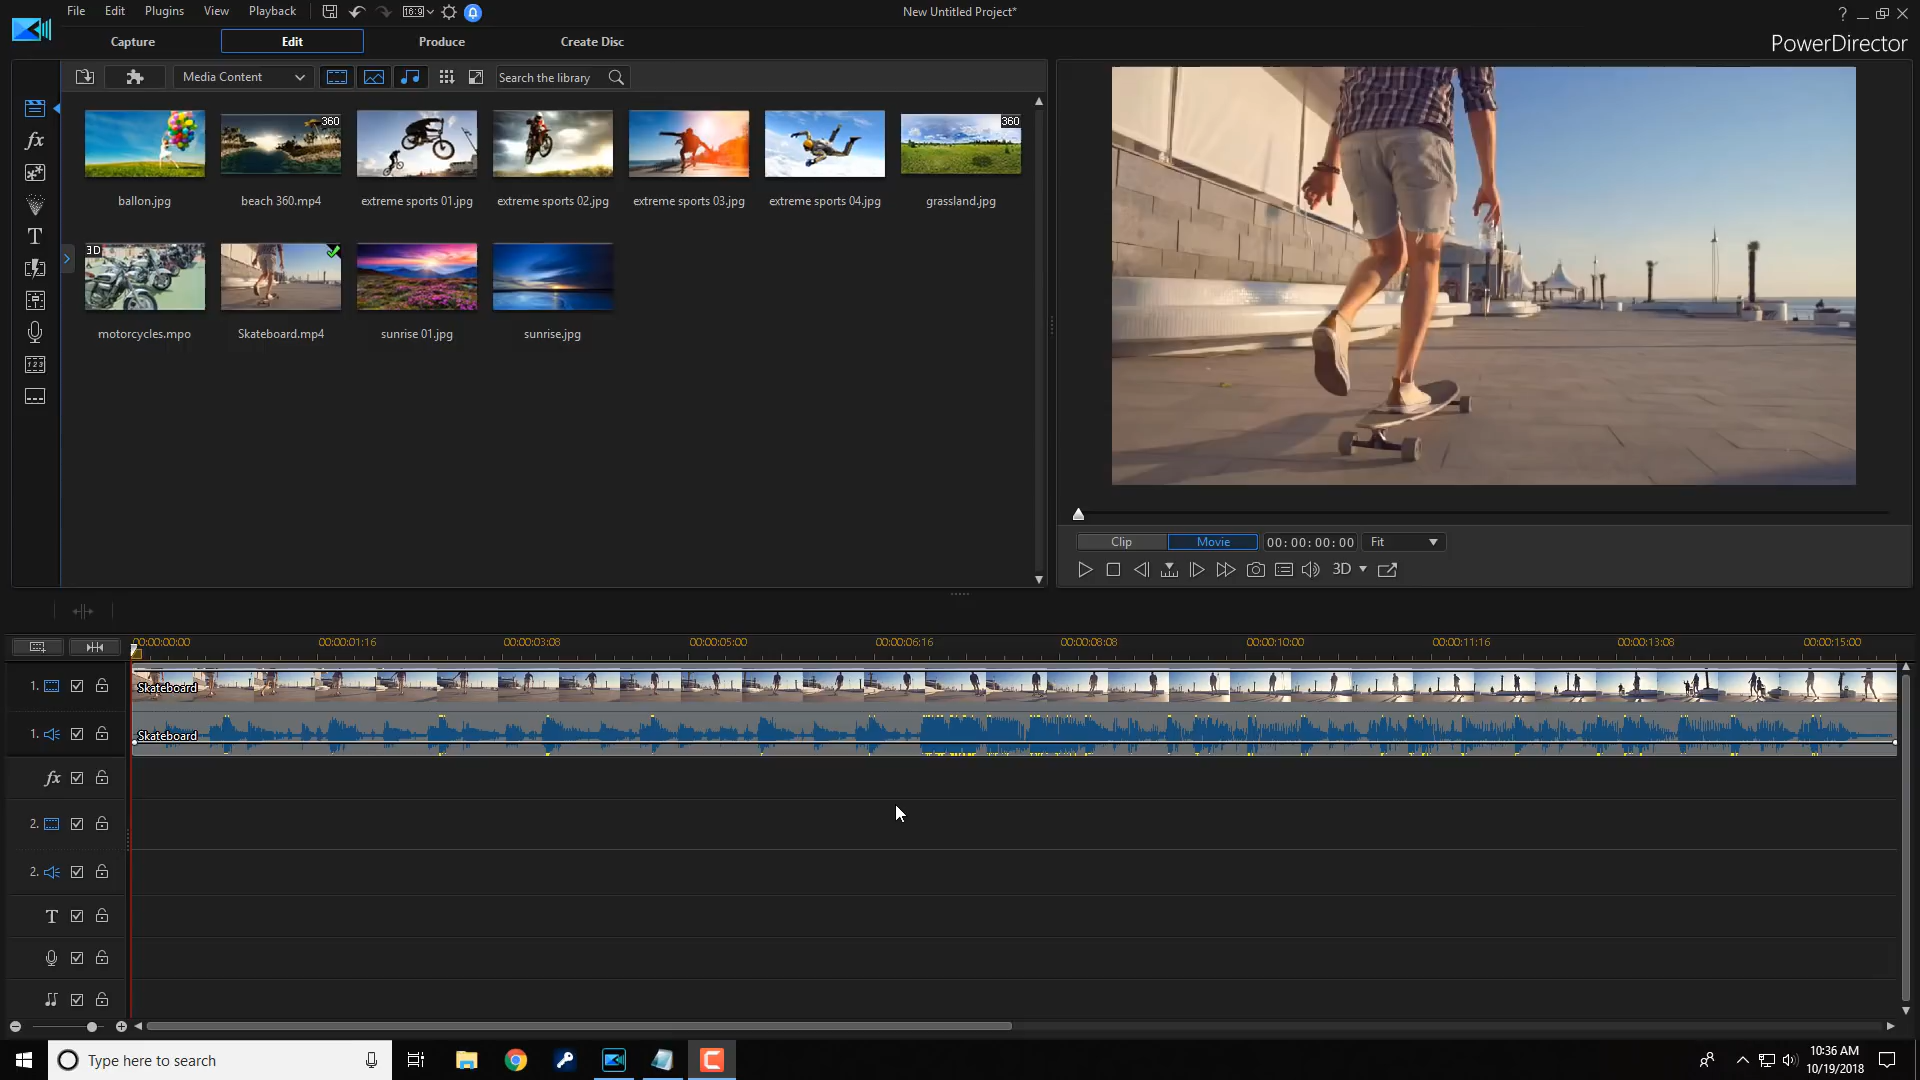 File Edit Plugins View Playback 16:9 New Untitled Project* ?
Capture Edit Produce Create Disc PowerDirector
Media Content Search the library
360 360
ballon.jpg beach 360.mp4 extreme sports 01.jpg extreme sports 02.jpg extreme sports 03.jpg extreme sports 04.jpg grassland.jpg
fx
T
3D
motorcycles.mpo Skateboard.mp4 sunrise 01.jpg sunrise.jpg
Clip Movie 00:00:00:00 Fit
3D
00:00:00:00 00:00:01:16 00:00:03:08 00:00:05:00 00:00:06:16 00:00:08:08 00:00:10:00 00:00:11:16 00:00:13:08 00:00:15:00
1. Skateboard
1. Skateboard
fx
2.
2.
T
Type here to search
10:36 AM
10/19/2018